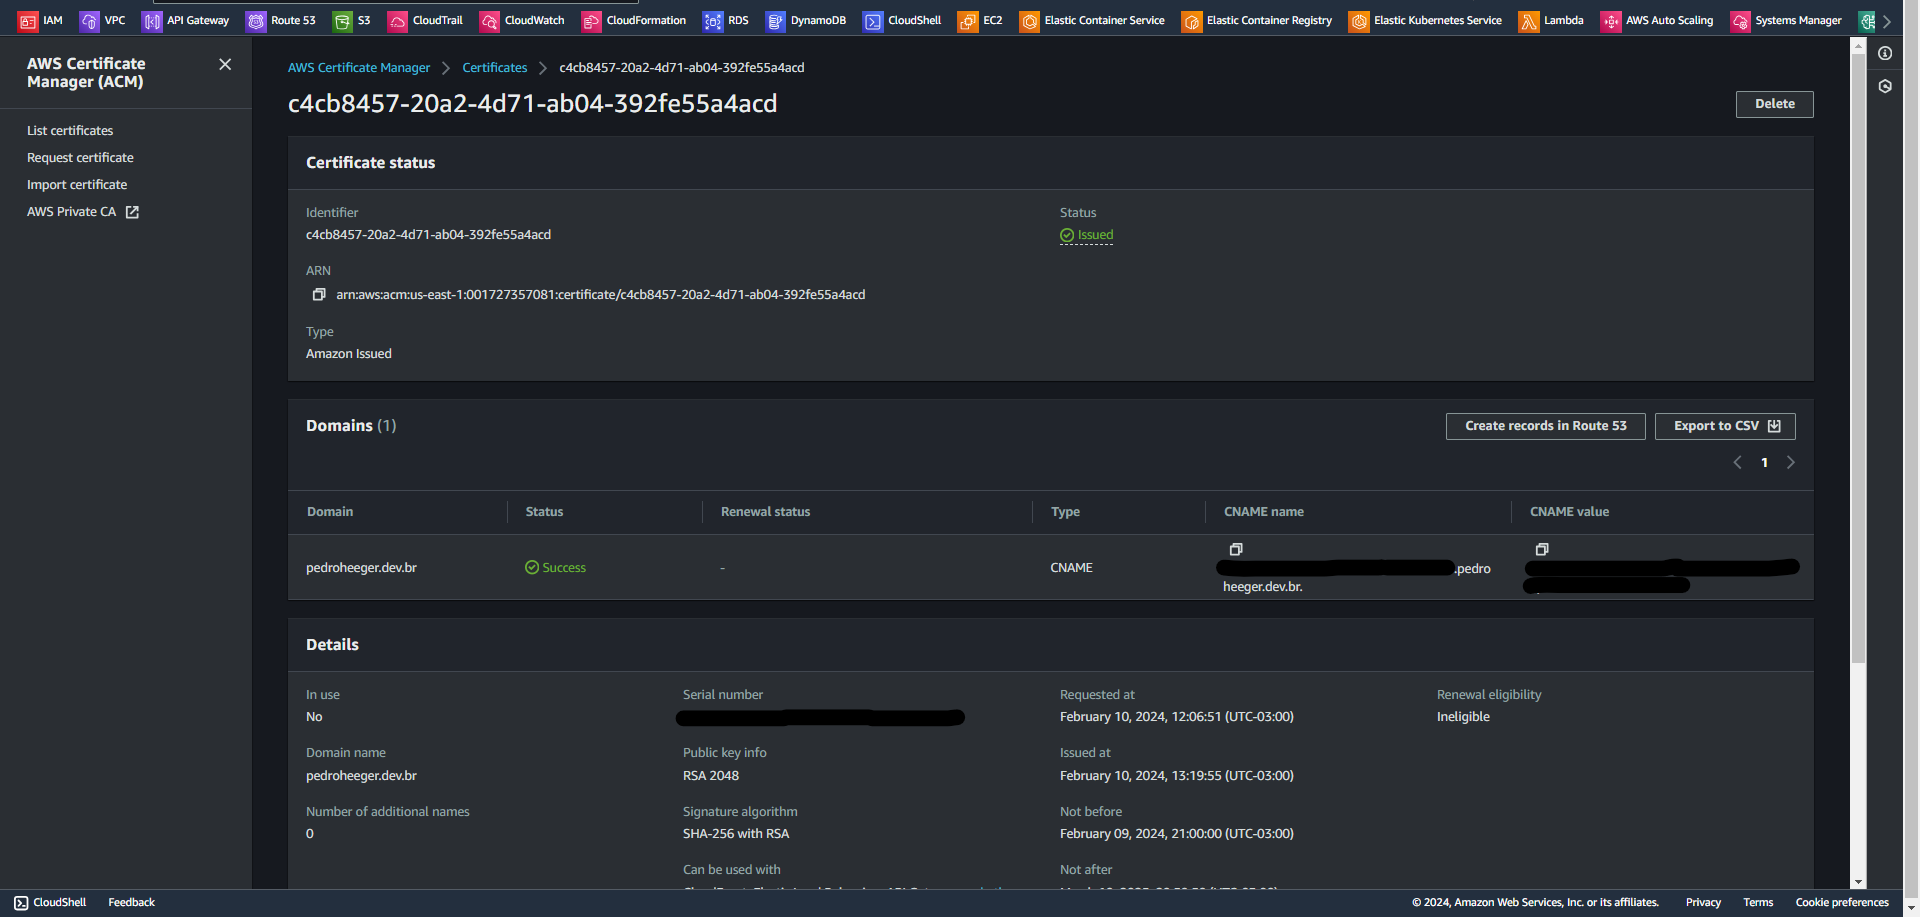 IAM VPC API Gateway Route 53 S3 CloudTrail CloudWatch CloudFormation RDS DynamoDB CloudShell EC2 Elastic Container Service Elastic Container Registry Elastic Kubernetes Service Lambda AWS Auto Scaling Systems Manager
AWS Certificate Manager (ACM)
List certificates
Request certificate
Import certificate
AWS Private CA
AWS Certificate Manager Certificates c4cb8457-20a2-4d71-ab04-392fe55a4acd
c4cb8457-20a2-4d71-ab04-392fe55a4acd
Delete
Certificate status
Identifier
c4cb8457-20a2-4d71-ab04-392fe55a4acd
Status
Issued
ARN
arn:aws:acm:us-east-1:001727357081:certificate/c4cb8457-20a2-4d71-ab04-392fe55a4acd
Type
Amazon Issued
Domains (1)
Create records in Route 53 Export to CSV
1
Domain Status Renewal status Type CNAME name CNAME value
pedroheeger.dev.br Success - CNAME .pedro
heeger.dev.br.
Details
In use
No
Domain name
pedroheeger.dev.br
Number of additional names
0
Serial number
Public key info
RSA 2048
Signature algorithm
SHA-256 with RSA
Can be used with
Requested at
February 10, 2024, 12:06:51 (UTC-03:00)
Issued at
February 10, 2024, 13:19:55 (UTC-03:00)
Not before
February 09, 2024, 21:00:00 (UTC-03:00)
Not after
Renewal eligibility
Ineligible
CloudShell Feedback © 2024, Amazon Web Services, Inc. or its affiliates. Privacy Terms Cookie preferences